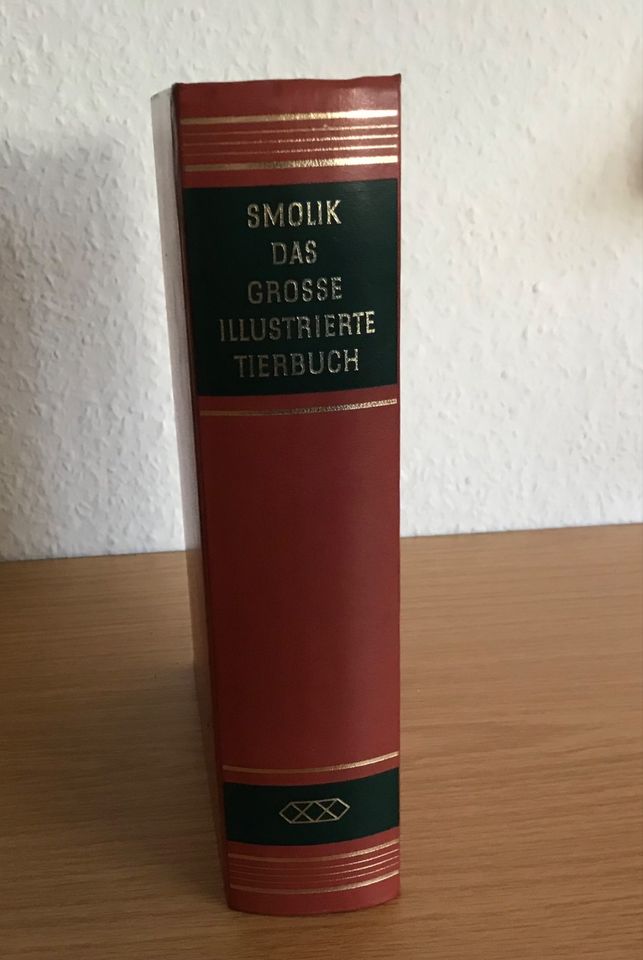 SMOLIK
DAS
GROSSE
ILLUSTRIERTE
TIERBUCH